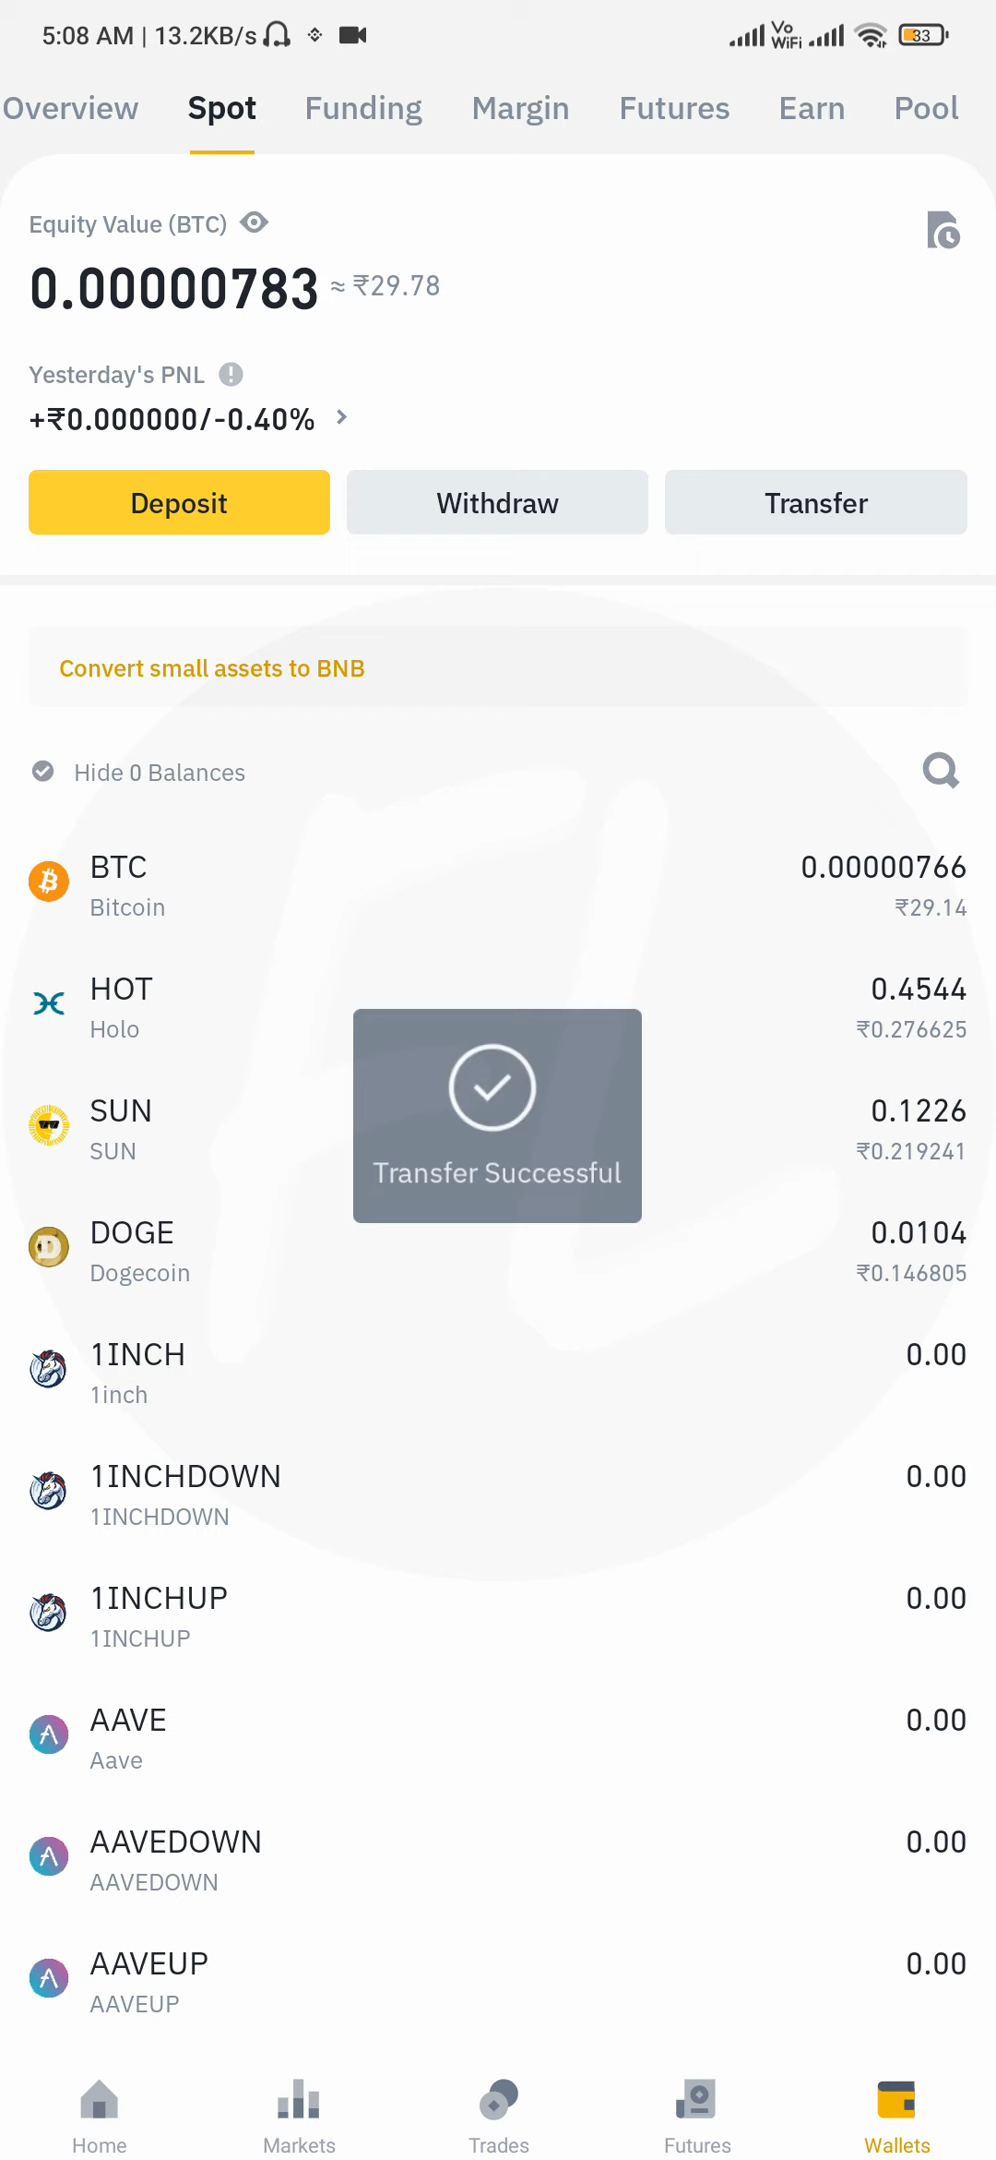 5:08 AM | 13.2KB/s Vo WiFi 33
Overview Spot Funding Margin Futures Earn Pool
Equity Value (BTC)
0.00000783 ≈ ₹29.78
Yesterday's PNL
+₹0.000000/-0.40%
Deposit Withdraw Transfer
Convert small assets to BNB
Hide 0 Balances
BTC 0.00000766
Bitcoin ₹29.14
HOT 0.4544
Holo ₹0.276625
SUN 0.1226
SUN ₹0.219241
Transfer Successful
DOGE 0.0104
Dogecoin ₹0.146805
1INCH 0.00
1inch
1INCHDOWN 0.00
1INCHDOWN
1INCHUP 0.00
1INCHUP
AAVE 0.00
Aave
AAVEDOWN 0.00
AAVEDOWN
AAVEUP 0.00
AAVEUP
Home Markets Trades Futures Wallets
FL